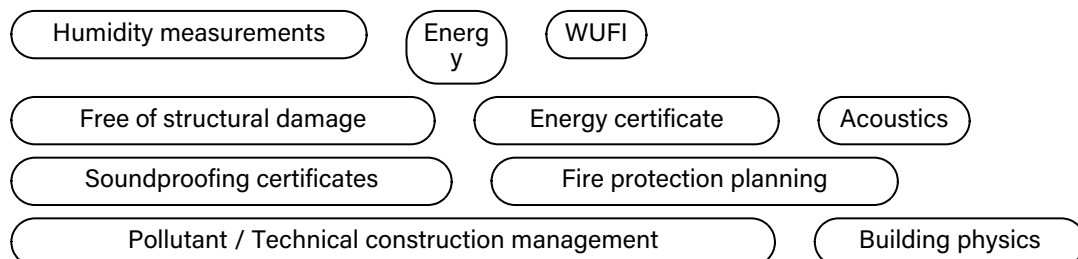 Humidity measurements
Energ
y
WUFI
Free of structural damage
Energy certificate
Acoustics
Soundproofing certificates
Fire protection planning
Pollutant / Technical construction management
Building physics